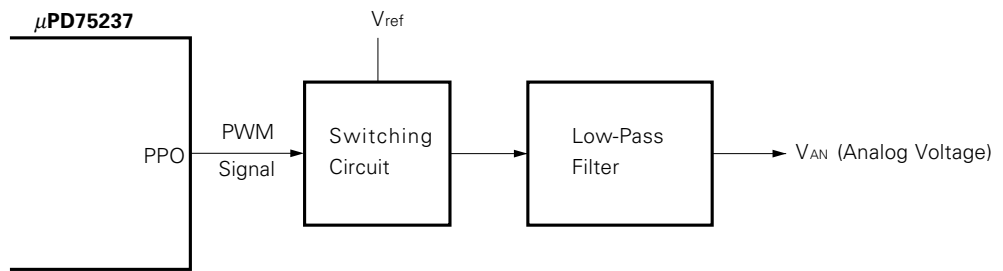 μPD75237
Vref
PPO
PWM
Signal
Switching
Circuit
Low-Pass
Filter
VAN (Analog Voltage)